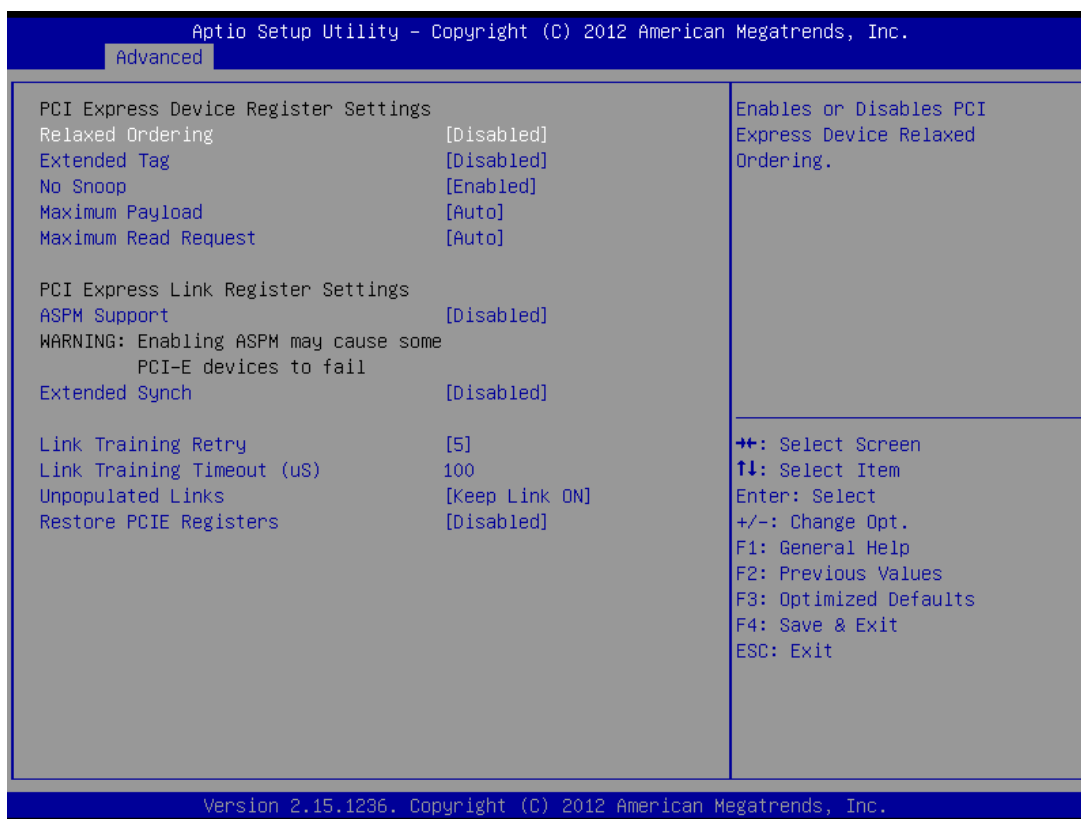 Aptio Setup Utility – Copyright (C) 2012 American Megatrends, Inc.
Advanced
PCI Express Device Register Settings
Relaxed Ordering [Disabled]
Extended Tag [Disabled]
No Snoop [Enabled]
Maximum Payload [Auto]
Maximum Read Request [Auto]
PCI Express Link Register Settings
ASPM Support [Disabled]
WARNING: Enabling ASPM may cause some
PCI-E devices to fail
Extended Synch [Disabled]
Link Training Retry [5]
Link Training Timeout (uS) 100
Unpopulated Links [Keep Link ON]
Restore PCIE Registers [Disabled]
Enables or Disables PCI
Express Device Relaxed
Ordering.
→←: Select Screen
↑↓: Select Item
Enter: Select
+/-: Change Opt.
F1: General Help
F2: Previous Values
F3: Optimized Defaults
F4: Save & Exit
ESC: Exit
Version 2.15.1236. Copyright (C) 2012 American Megatrends, Inc.